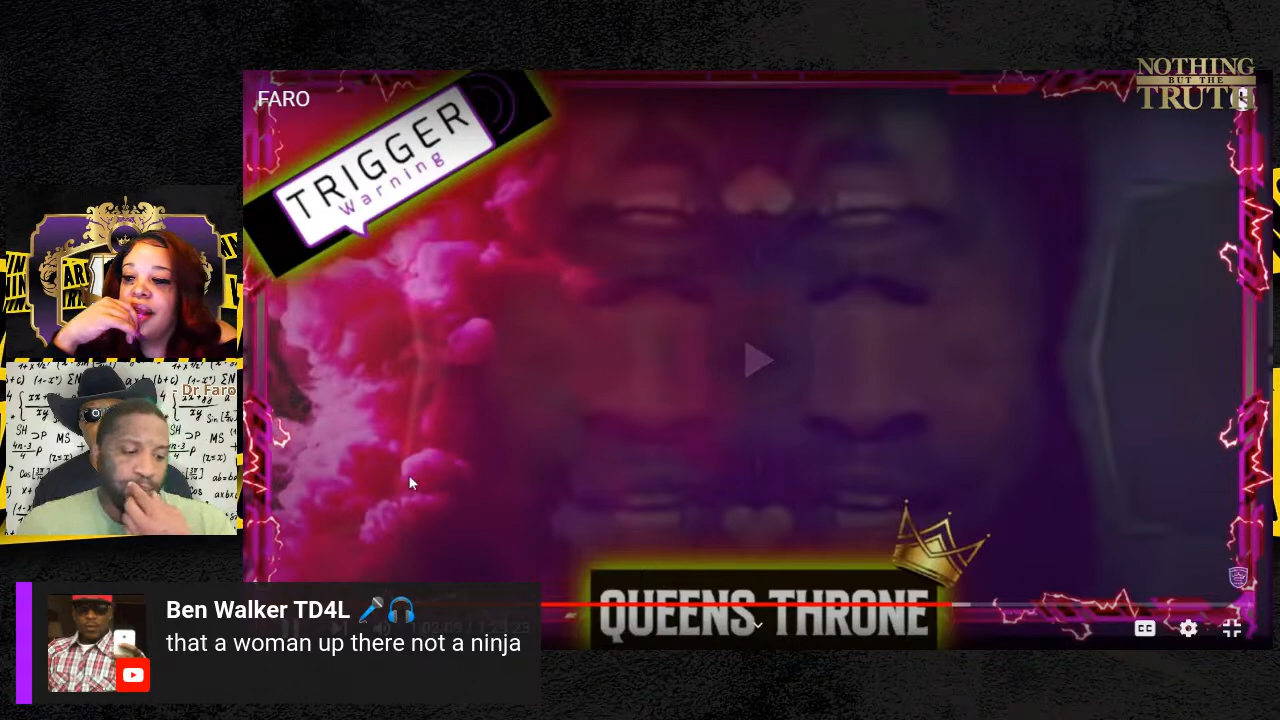 NOTHING
BUT THE
TRUTH
FARO
TRIGGER
Warning
- Dr Faro
QUEENS THRONE
Ben Walker TD4L 🎤🎧
that a woman up there not a ninja
CC